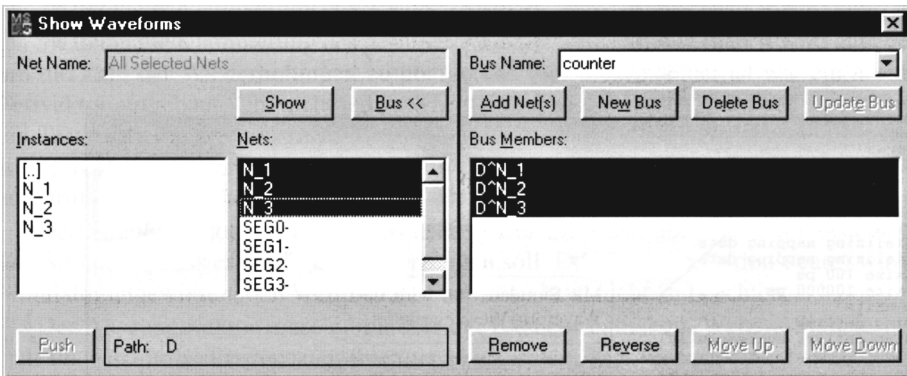 Show Waveforms
Net Name: All Selected Nets
Show
Bus <<
Instances:
[..]
N_1
N_2
N_3
Nets:
N_1
N_2
N_3
SEG0-
SEG1-
SEG2-
SEG3-
Push
Path: D
Bus Name: counter
Add Net(s)
New Bus
Delete Bus
Update Bus
Bus Members:
D^N_1
D^N_2
D^N_3
Remove
Reverse
Move Up
Move Down